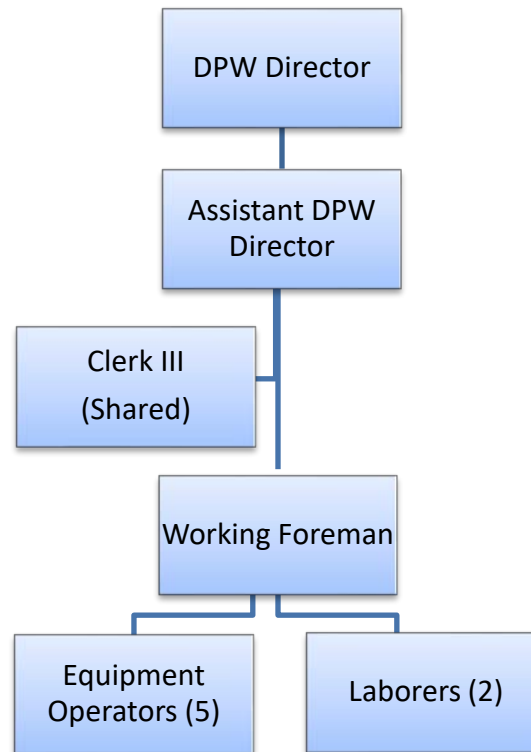 DPW Director
Assistant DPW
Director
Clerk III
(Shared)
Working Foreman
Equipment
Operators (5)
Laborers (2)